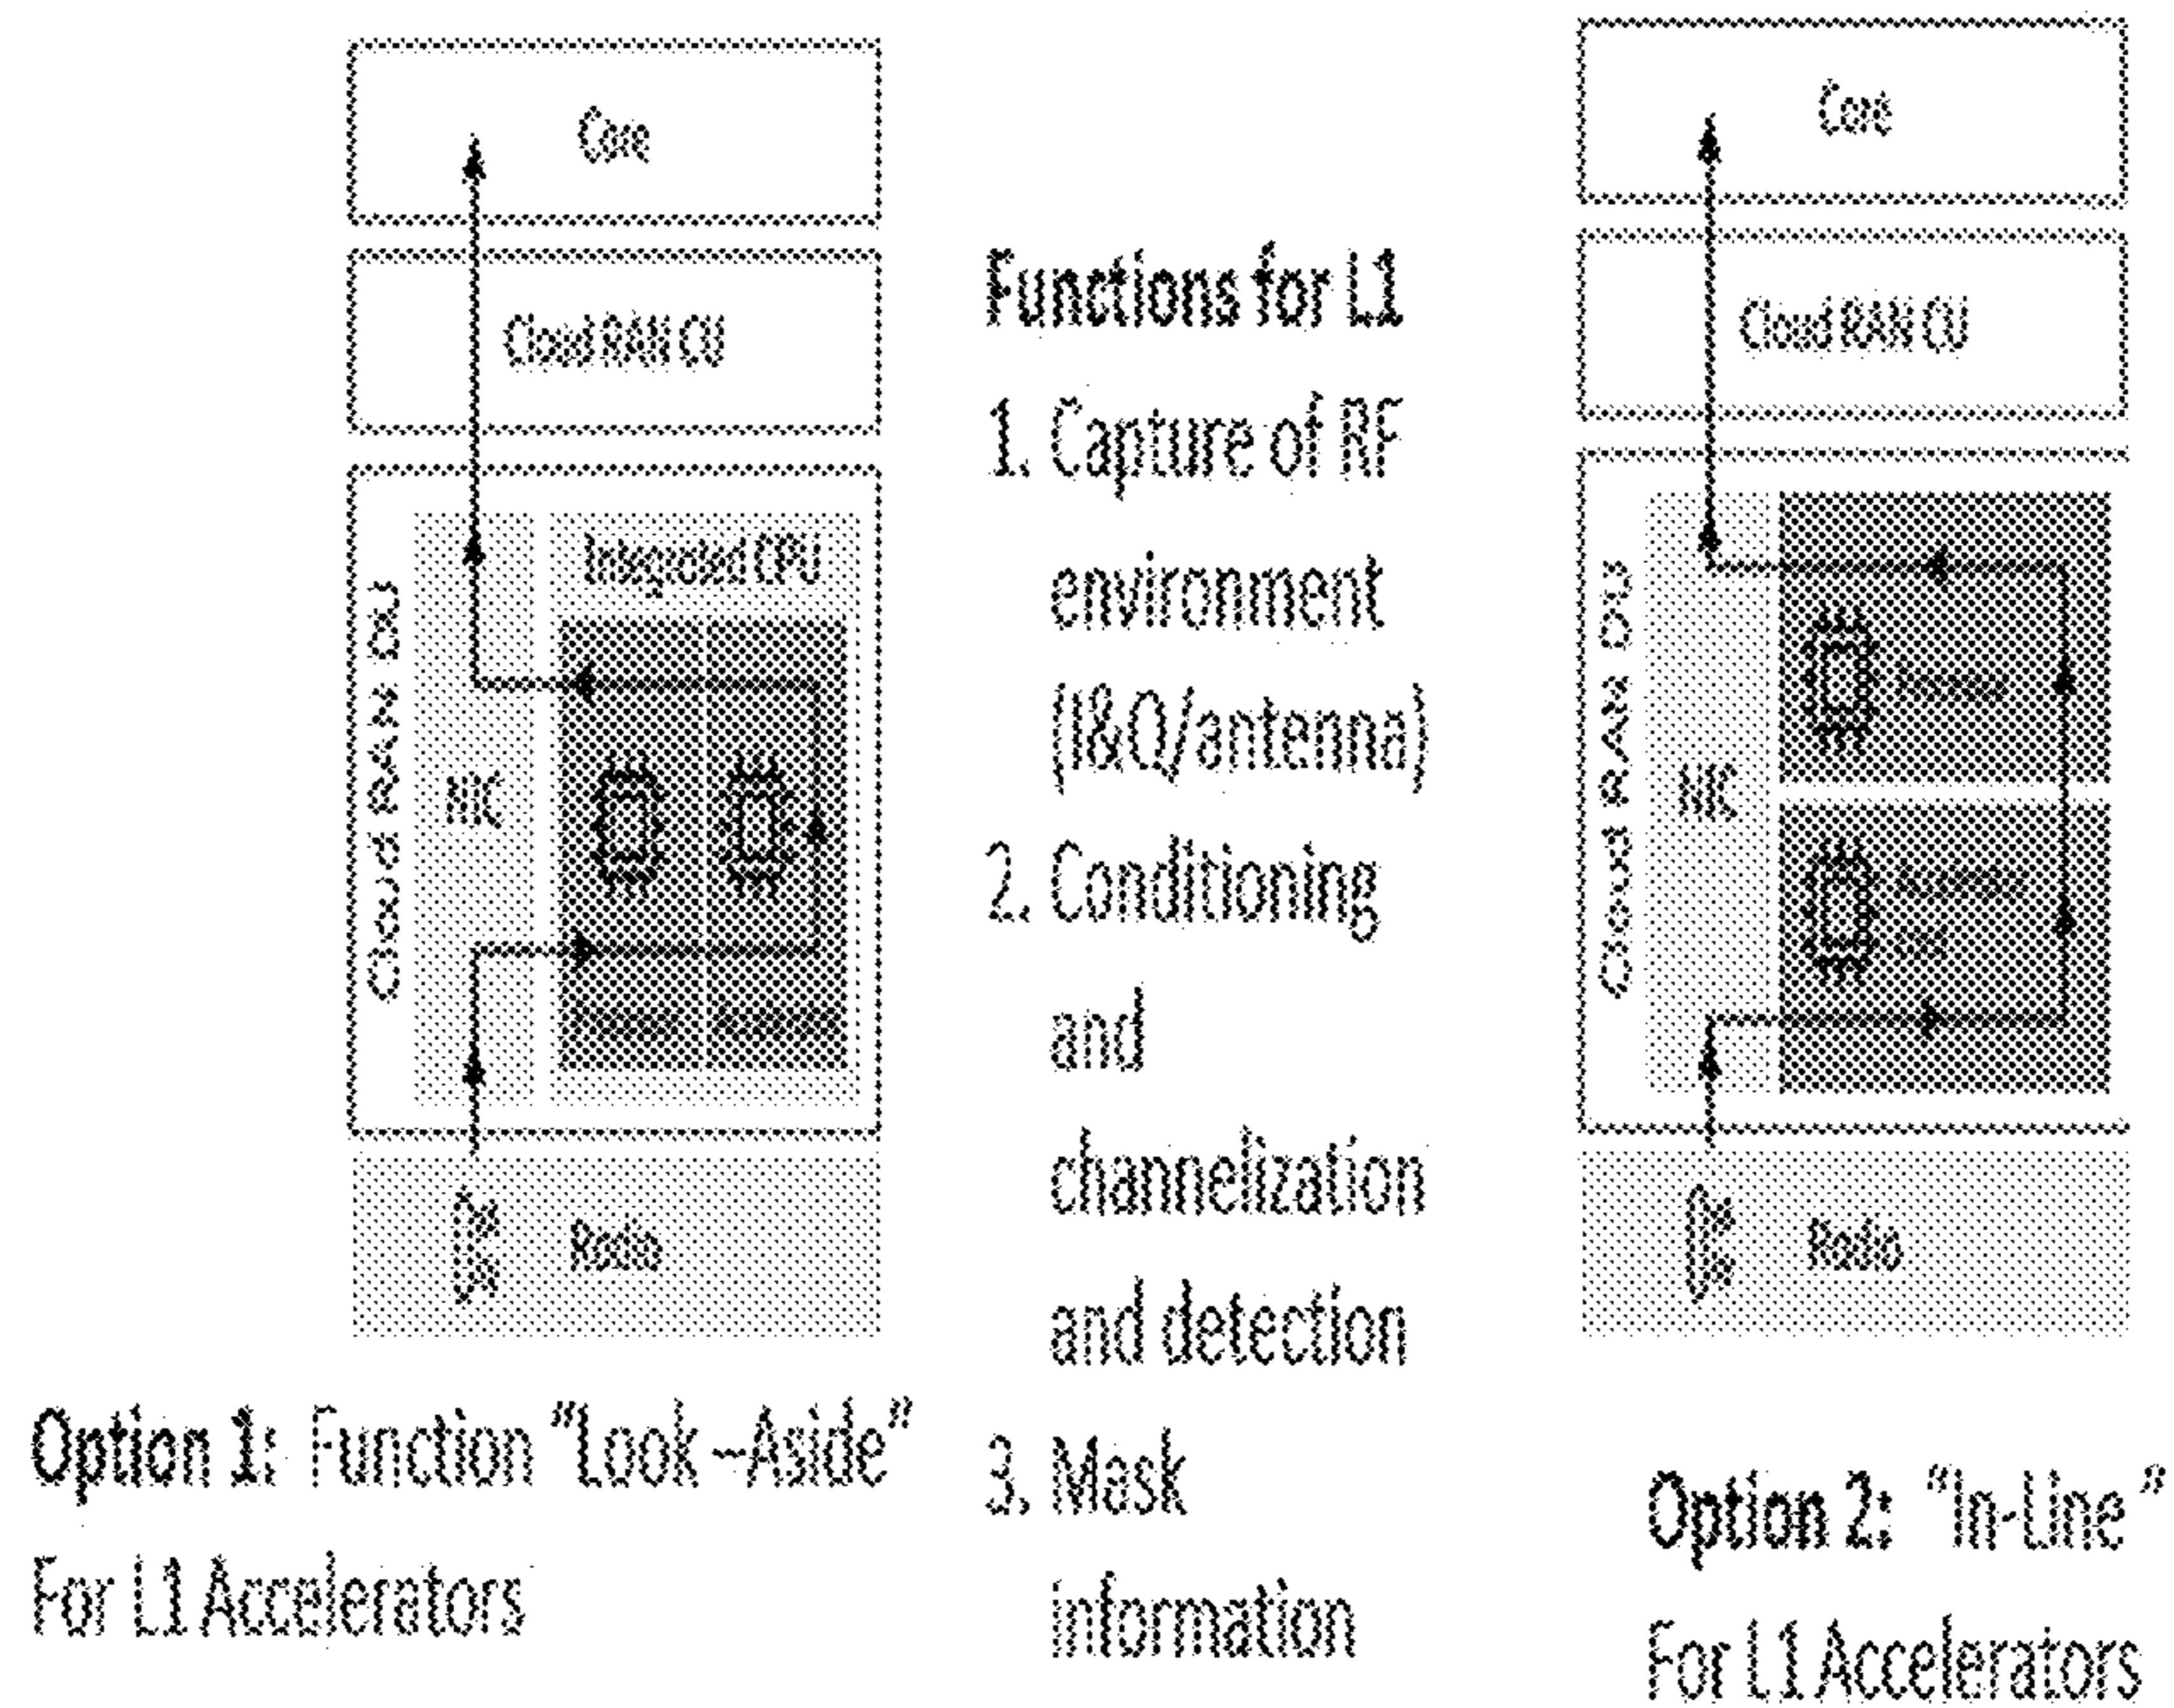 Core
Cloud RAN CU
Cloud RAN DU
NIC
Integrated CPU
Radio
Option 1: Function "Look –Aside"
For L1 Accelerators
Functions for L1
1. Capture of RF
environment
(I&Q/antenna)
2. Conditioning
and
channelization
and detection
3. Mask
information
Core
Cloud RAN CU
Cloud RAN DU
NIC
Radio
Option 2: "In-Line"
For L1 Accelerators